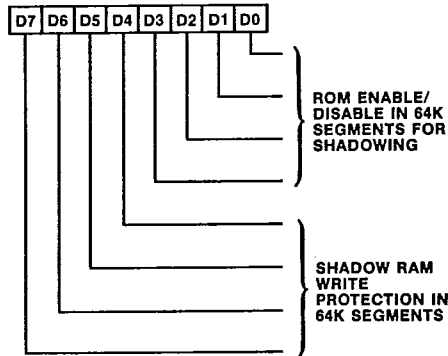 D7 D6 D5 D4 D3 D2 D1 D0
ROM ENABLE/
DISABLE IN 64K
SEGMENTS FOR
SHADOWING
SHADOW RAM
WRITE
PROTECTION IN
64K SEGMENTS